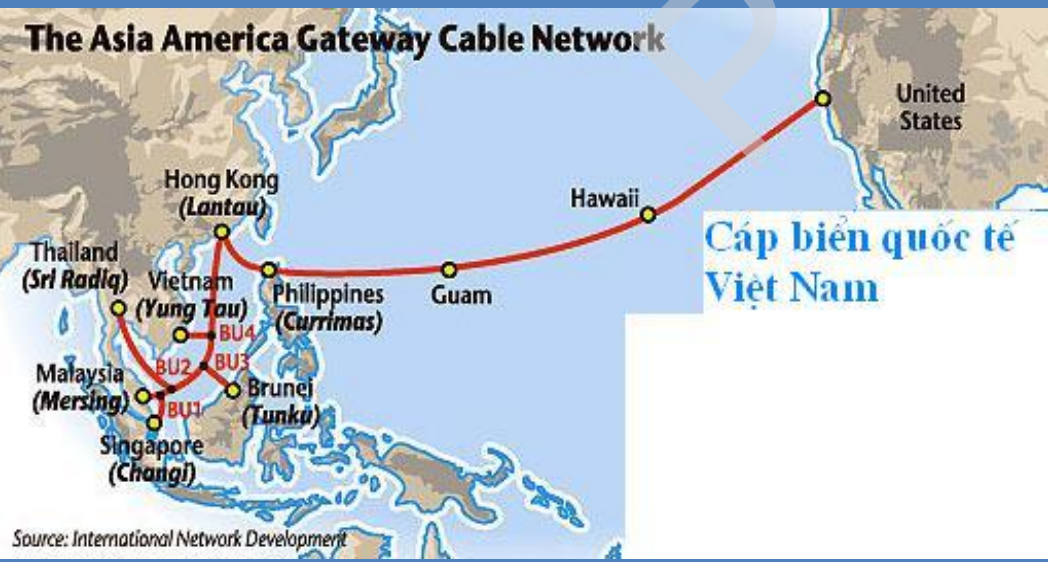 The Asia America Gateway Cable Network
United
States
Hong Kong
(Lantau)
Hawaii
Cáp biển quốc tế
Việt Nam
Thailand
(Sri Radiq)
Vietnam
(Yung Tau)
Philippines
(Currimas)
Guam
BU4
BU3
BU2
Malaysia
(Mersing)
BU1
Brunei
(Tunku)
Singapore
(Changi)
Source: International Network Development